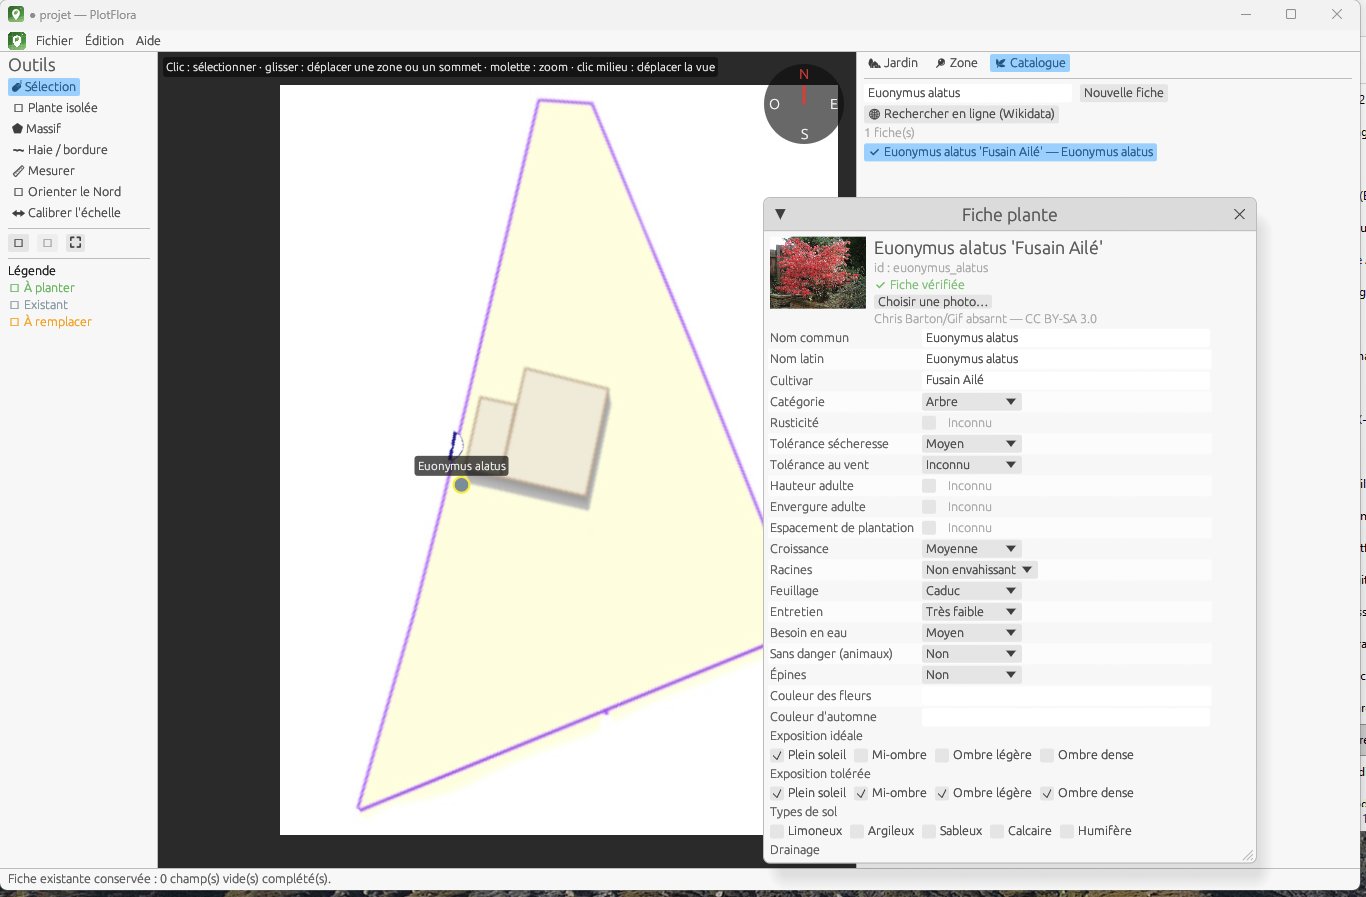 ● projet — PlotFlora
Fichier Édition Aide
Outils
Sélection
Plante isolée
Massif
Haie / bordure
Mesurer
Orienter le Nord
Calibrer l'échelle
Légende
À planter
Existant
À remplacer
Clic : sélectionner · glisser : déplacer une zone ou un sommet · molette : zoom · clic milieu : déplacer la vue
N
O E
S
Euonymus alatus
Jardin Zone Catalogue
Euonymus alatus Nouvelle fiche
Rechercher en ligne (Wikidata)
1 fiche(s)
✓ Euonymus alatus 'Fusain Ailé' — Euonymus alatus
Fiche plante
Euonymus alatus 'Fusain Ailé'
id : euonymus_alatus
✓ Fiche vérifiée
Choisir une photo...
Chris Barton/Gif absarnt — CC BY-SA 3.0
Nom commun Euonymus alatus
Nom latin Euonymus alatus
Cultivar Fusain Ailé
Catégorie Arbre
Rusticité Inconnu
Tolérance sécheresse Moyen
Tolérance au vent Inconnu
Hauteur adulte Inconnu
Envergure adulte Inconnu
Espacement de plantation Inconnu
Croissance Moyenne
Racines Non envahissant
Feuillage Caduc
Entretien Très faible
Besoin en eau Moyen
Sans danger (animaux) Non
Épines Non
Couleur des fleurs
Couleur d'automne
Exposition idéale
Plein soleil Mi-ombre Ombre légère Ombre dense
Exposition tolérée
Plein soleil Mi-ombre Ombre légère Ombre dense
Types de sol
Limoneux Argileux Sableux Calcaire Humifère
Drainage
Fiche existante conservée : 0 champ(s) vide(s) complété(s).